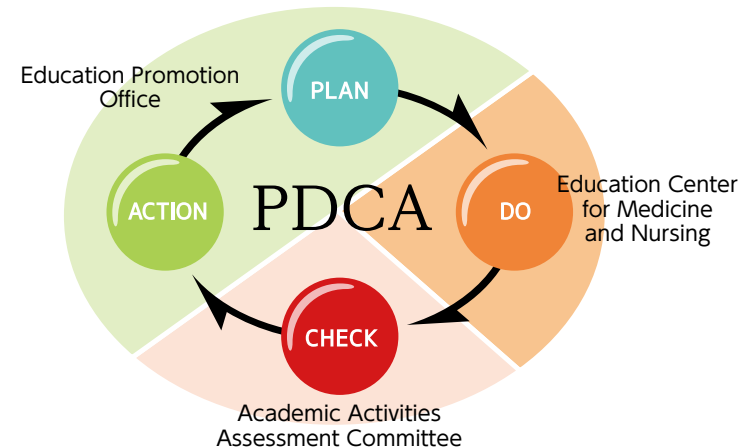 Education Promotion
Office
PLAN
ACTION
PDCA
DO
Education Center
for Medicine
and Nursing
CHECK
Academic Activities
Assessment Committee